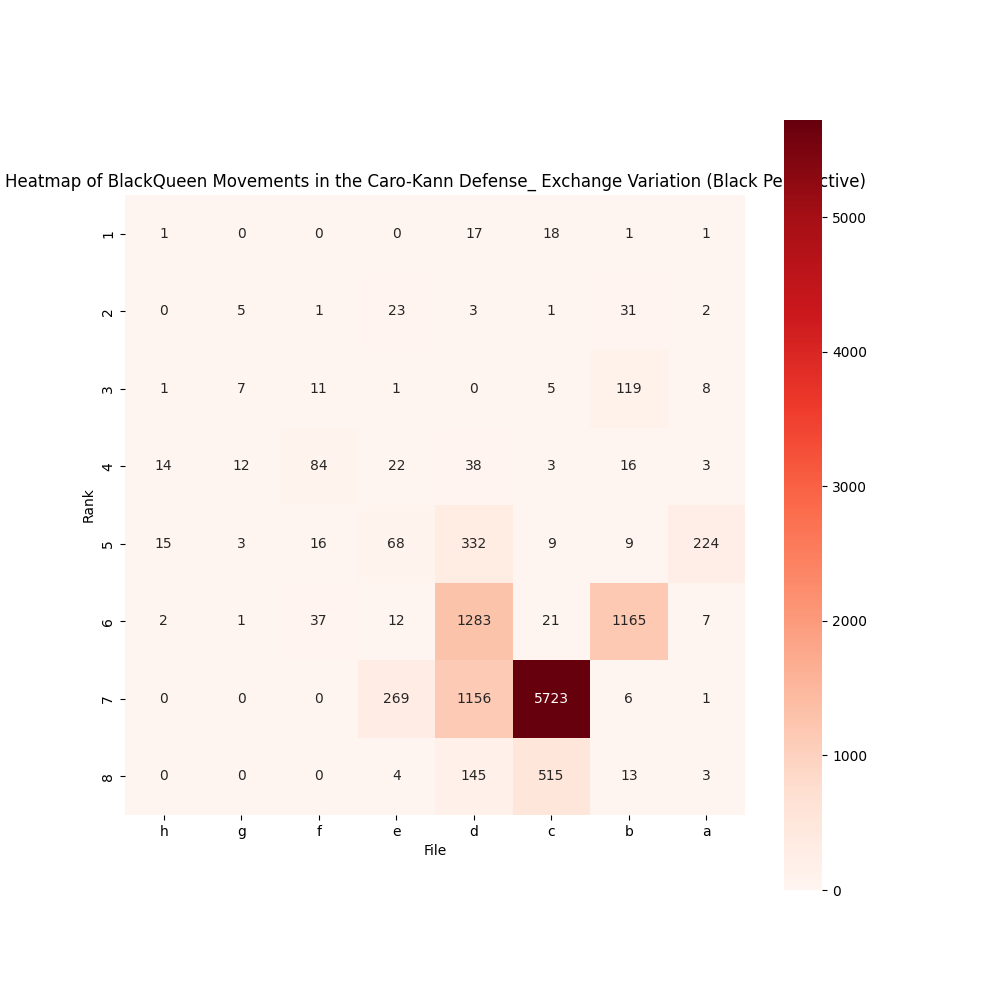 Heatmap of BlackQueen Movements in the Caro-Kann Defense_ Exchange Variation (Black Pe    ctive)
1 1 0 0 0 17 18 1 1
2 0 5 1 23 3 1 31 2
3 1 7 11 1 0 5 119 8
4 14 12 84 22 38 3 16 3
Rank
5 15 3 16 68 332 9 9 224
6 2 1 37 12 1283 21 1165 7
7 0 0 0 269 1156 5723 6 1
8 0 0 0 4 145 515 13 3
h g f e d c b a
File
5000
4000
3000
2000
1000
0